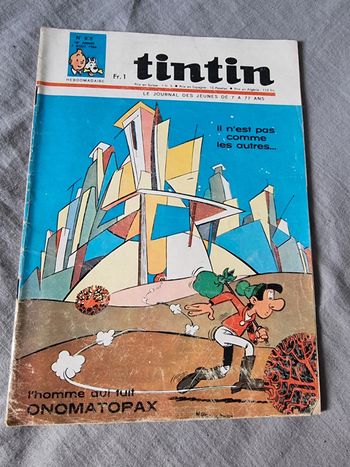 N° 815
HEBDOMADAIRE
Fr. 1
tintin
LE JOURNAL DES JEUNES DE 7 A 77 ANS
il n'est pas
comme
les autres...
l'homme qui fuit
ONOMATOPAX